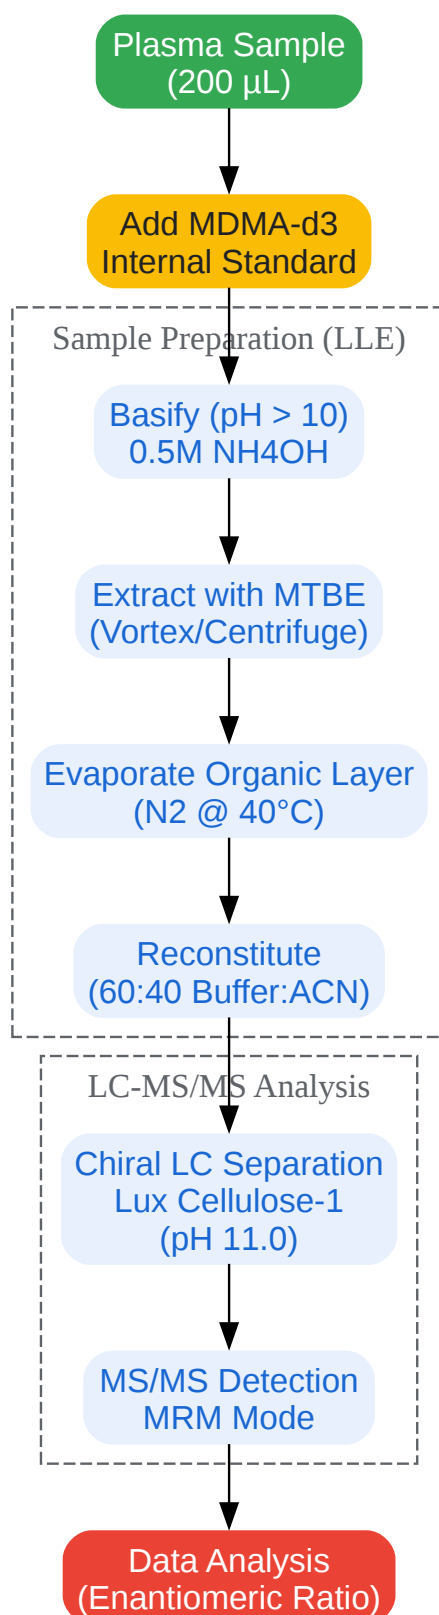 Plasma Sample
(200 µL)
Add MDMA-d3
Internal Standard
Sample Preparation (LLE)
Basify (pH > 10)
0.5M NH4OH
Extract with MTBE
(Vortex/Centrifuge)
Evaporate Organic Layer
(N2 @ 40°C)
Reconstitute
(60:40 Buffer:ACN)
LC-MS/MS Analysis
Chiral LC Separation
Lux Cellulose-1
(pH 11.0)
MS/MS Detection
MRM Mode
Data Analysis
(Enantiomeric Ratio)